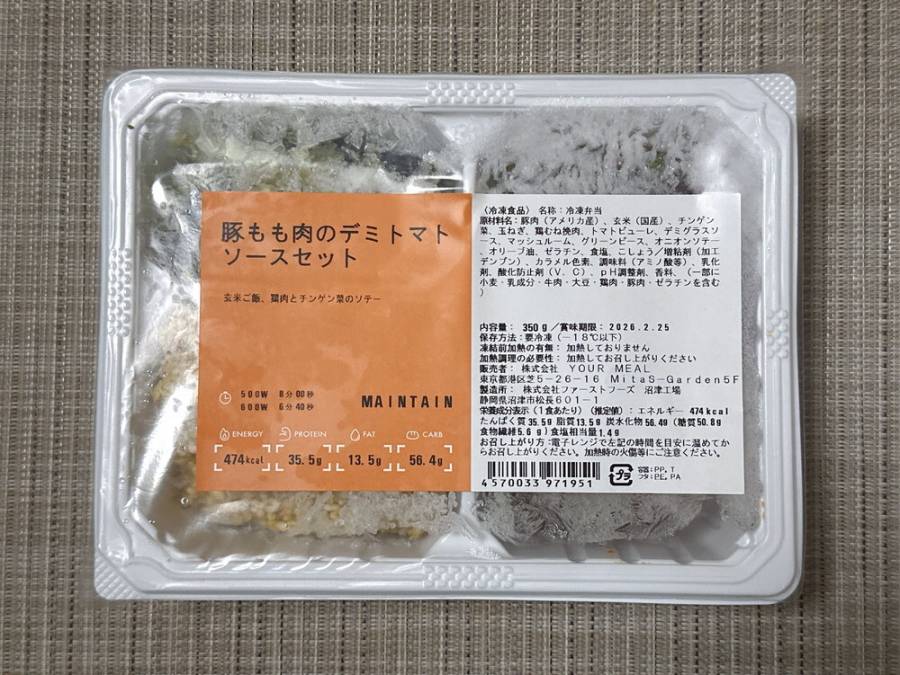 豚もも肉のデミトマト
ソースセット
玄米ご飯、鶏肉とチンゲン菜のソテー
500W 8分00秒
600W 6分40秒
MAINTAIN
ENERGY PROTEIN FAT CARB
474kcal 35.5g 13.5g 56.4g
〈冷凍食品〉 名称:冷凍弁当
原材料名:豚肉(アメリカ産)、玄米(国産)、チンゲン
菜、玉ねぎ、鶏むね挽肉、トマトピューレ、デミグラスソ
ース、マッシュルーム、グリーンピース、オニオンソテー
、オリーブ油、ゼラチン、食塩、こしょう/増粘剤(加工
デンプン)、カラメル色素、調味料(アミノ酸等)、乳化
剤、酸化防止剤(V.C)、pH調整剤、香料、(一部に
小麦・乳成分・牛肉・大豆・鶏肉・豚肉・ゼラチンを含む
)
内容量: 350g/賞味期限:2026.2.25
保存方法:要冷凍(-18℃以下)
凍結前加熱の有無: 加熱しておりません
加熱調理の必要性: 加熱してお召し上がりください
販売者: 株式会社 YOUR MEAL
東京都港区芝5-26-16 MitaS-Garden5F
製造所: 株式会社ファーストフーズ 沼津工場
静岡県沼津市松長601-1
栄養成分表示(1食あたり)(推定値): エネルギー 474kcal
たんぱく質 35.5g 脂質 13.5g 炭水化物 56.4g (糖質50.8g
食物繊維5.6 g) 食塩相当量 1.4g
お召し上がり方:電子レンジで左記の時間を目安に温めてか
らお召し上がりください。加熱時の火傷等にご注意ください。
4570033971951
プラ
容器:PP,T
フタ:PE,PA